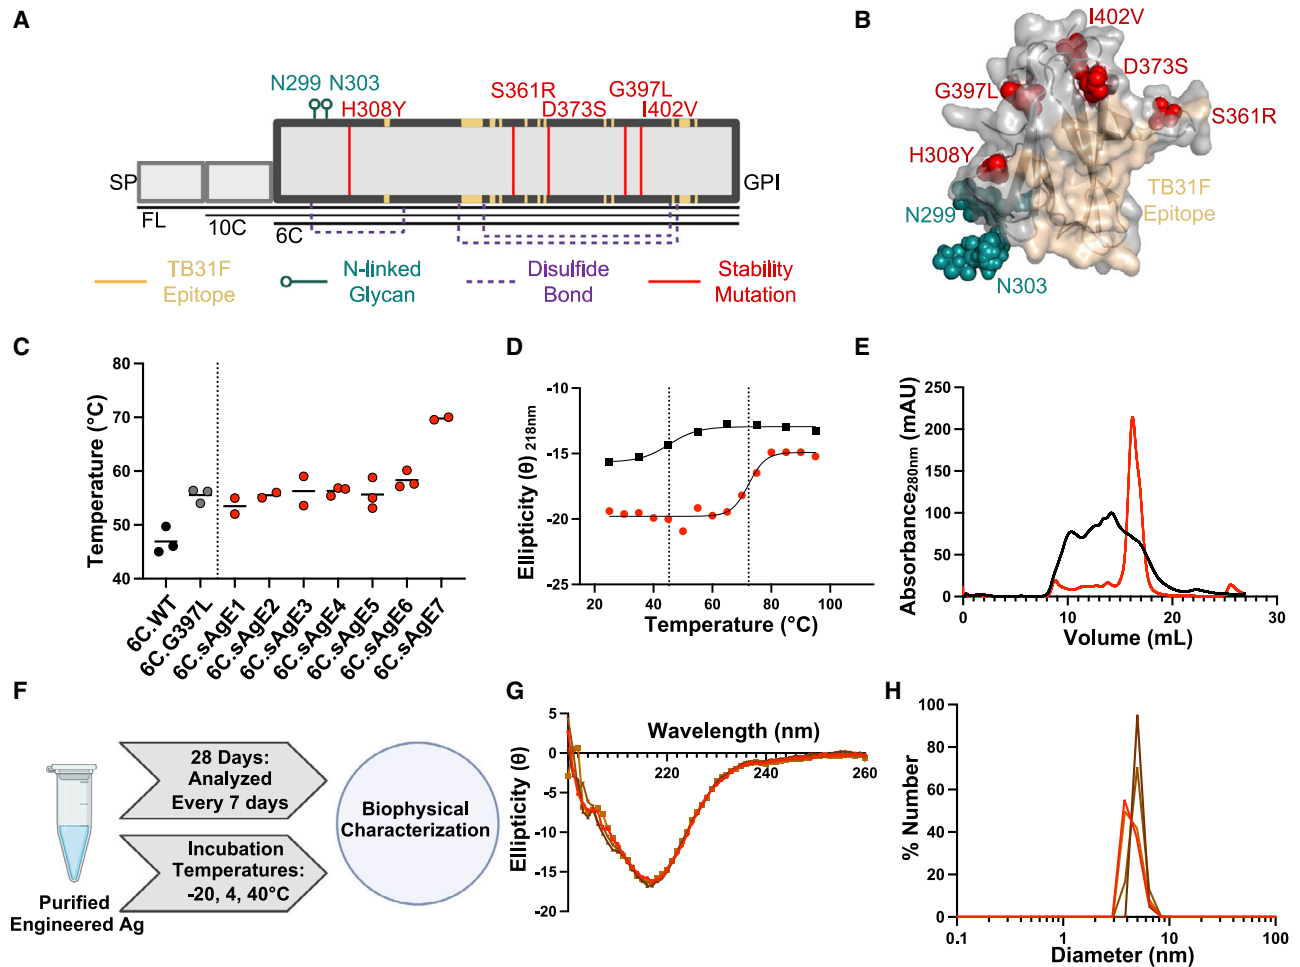 A
N299 N303
H308Y
S361R
D373S
G397L
I402V
SP
GPI
FL
10C
6C
TB31F
Epitope
N-linked
Glycan
Disulfide
Bond
Stability
Mutation
B
I402V
D373S
G397L
S361R
H308Y
TB31F
Epitope
N299
N303
C
Temperature (°C)
80
70
60
50
40
6C.WT
6C.G397L
6C.sAgE1
6C.sAgE2
6C.sAgE3
6C.sAgE4
6C.sAgE5
6C.sAgE6
6C.sAgE7
D
Ellipticity (θ) 218nm
-10
-15
-20
-25
20 40 60 80 100
Temperature (°C)
E
Absorbance280nm (mAU)
250
200
150
100
50
0
0 10 20 30
Volume (mL)
F
28 Days:
Analyzed
Every 7 days
Incubation
Temperatures:
-20, 4, 40°C
Biophysical
Characterization
Purified
Engineered Ag
G
Wavelength (nm)
Ellipticity (θ)
5
0
-5
-10
-15
-20
220 240 260
H
% Number
100
80
60
40
20
0
0.1 1 10 100
Diameter (nm)